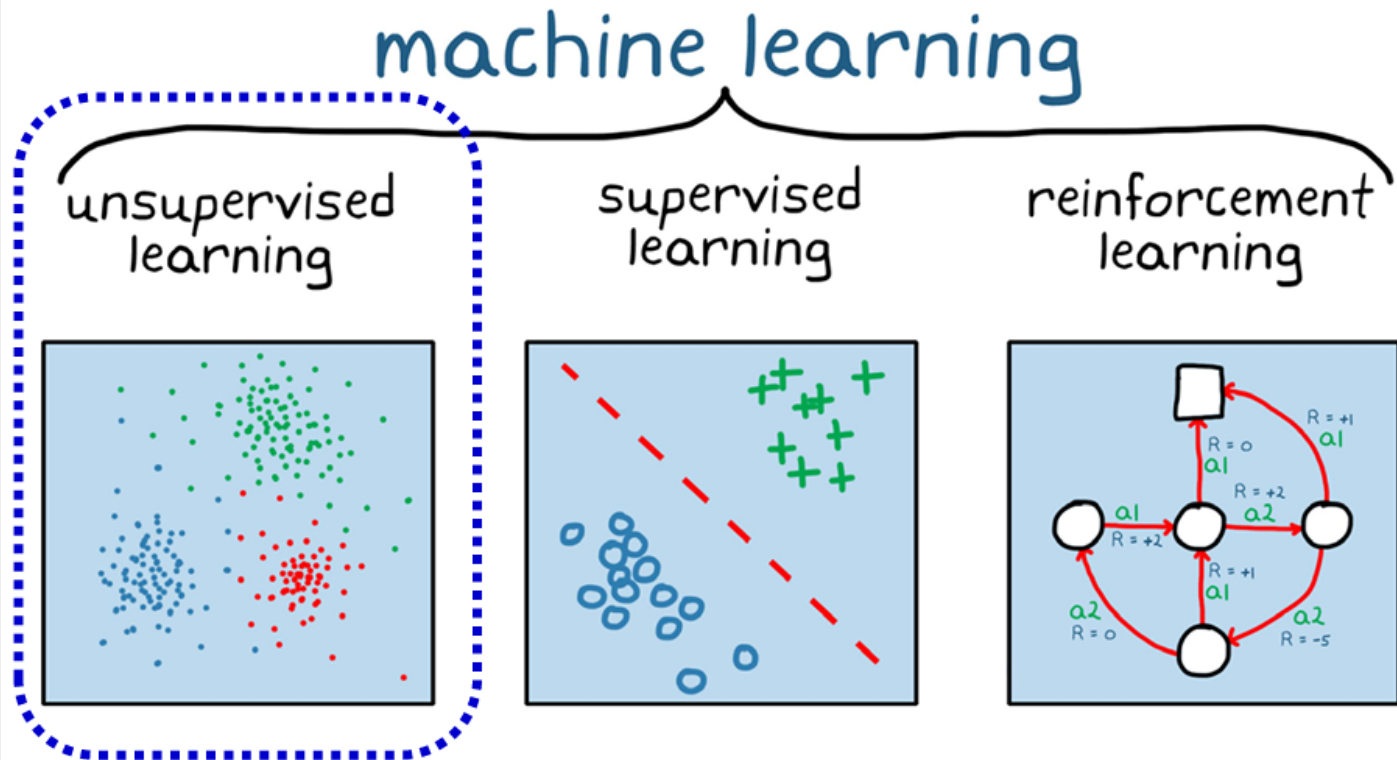 machine learning
unsupervised
learning
supervised
learning
reinforcement
learning
R = +1
a1
R = 0
a1
R = +2
a1
a2
R = +2
R = +1
a1
a2
R = 0
a2
R = -5